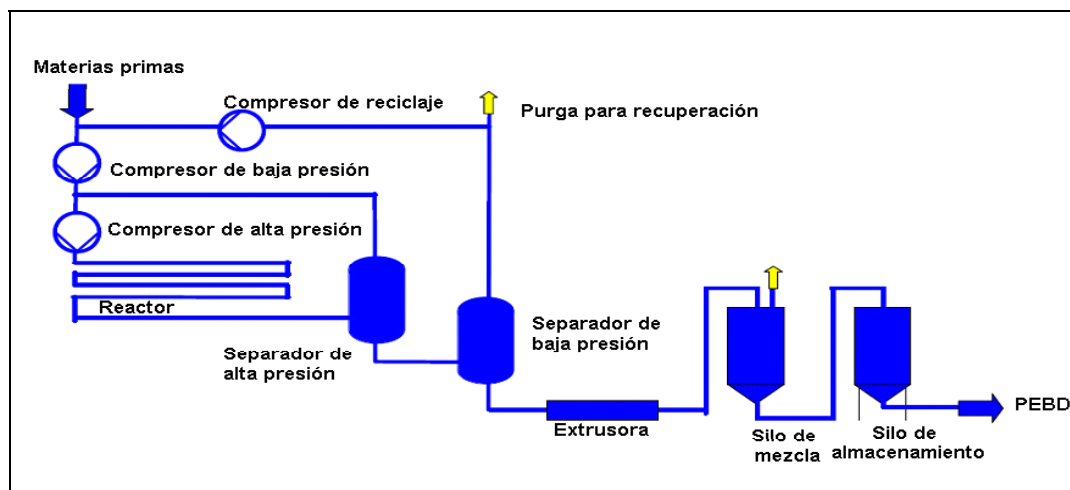 Materias primas
Compresor de reciclaje
Purga para recuperación
Compresor de baja presión
Compresor de alta presión
Reactor
Separador de
alta presión
Separador de
baja presión
Extrusora
Silo de
mezcla
Silo de
almacenamiento
PEBD